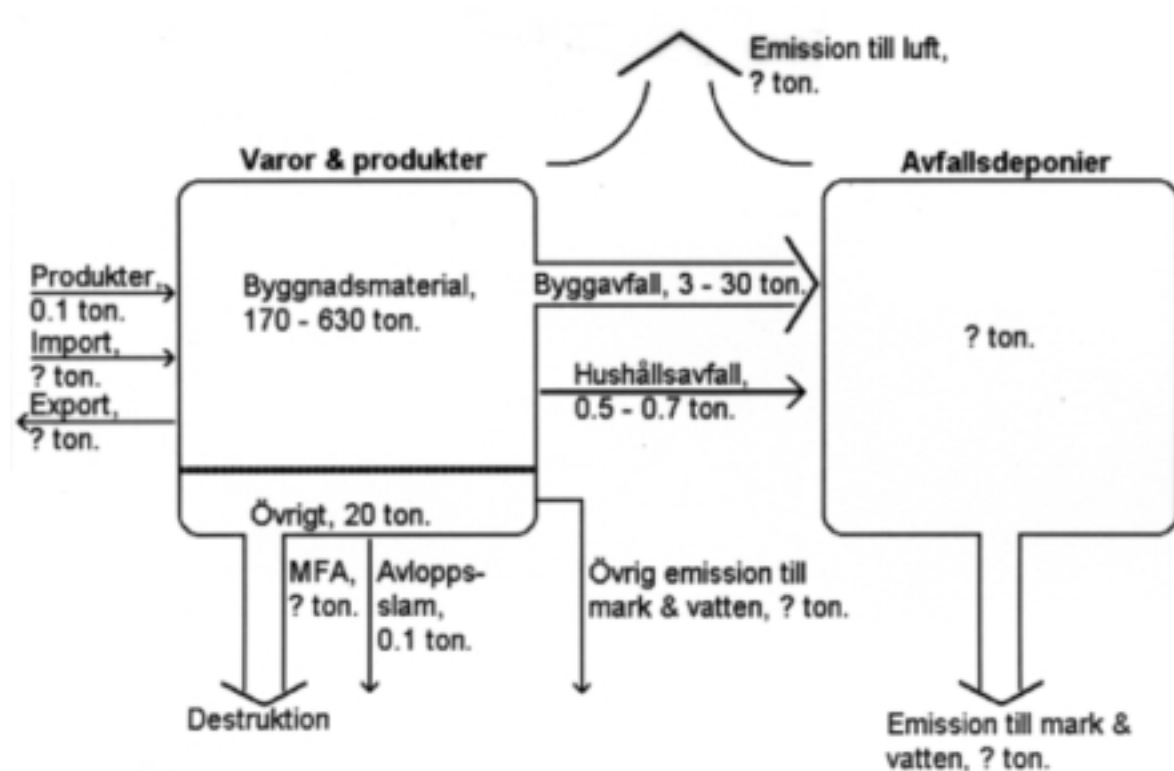 Emission till luft,
? ton.
Varor & produkter
Avfallsdeponier
Produkter,
0.1 ton.
Import,
? ton.
Export,
? ton.
Byggnadsmaterial,
170 - 630 ton.
Byggavfall, 3 - 30 ton.
Hushållsavfall,
0.5 - 0.7 ton.
? ton.
Övrigt, 20 ton.
MFA,
? ton.
Avlopps-
slam,
0.1 ton.
Övrig emission till
mark & vatten, ? ton.
Destruktion
Emission till mark &
vatten, ? ton.